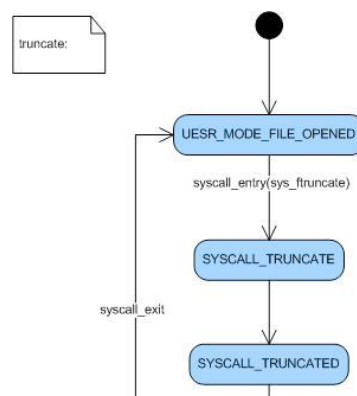 truncate:
UESR_MODE_FILE_OPENED
syscall_entry(sys_ftruncate)
SYSCALL_TRUNCATE
syscall_exit
SYSCALL_TRUNCATED